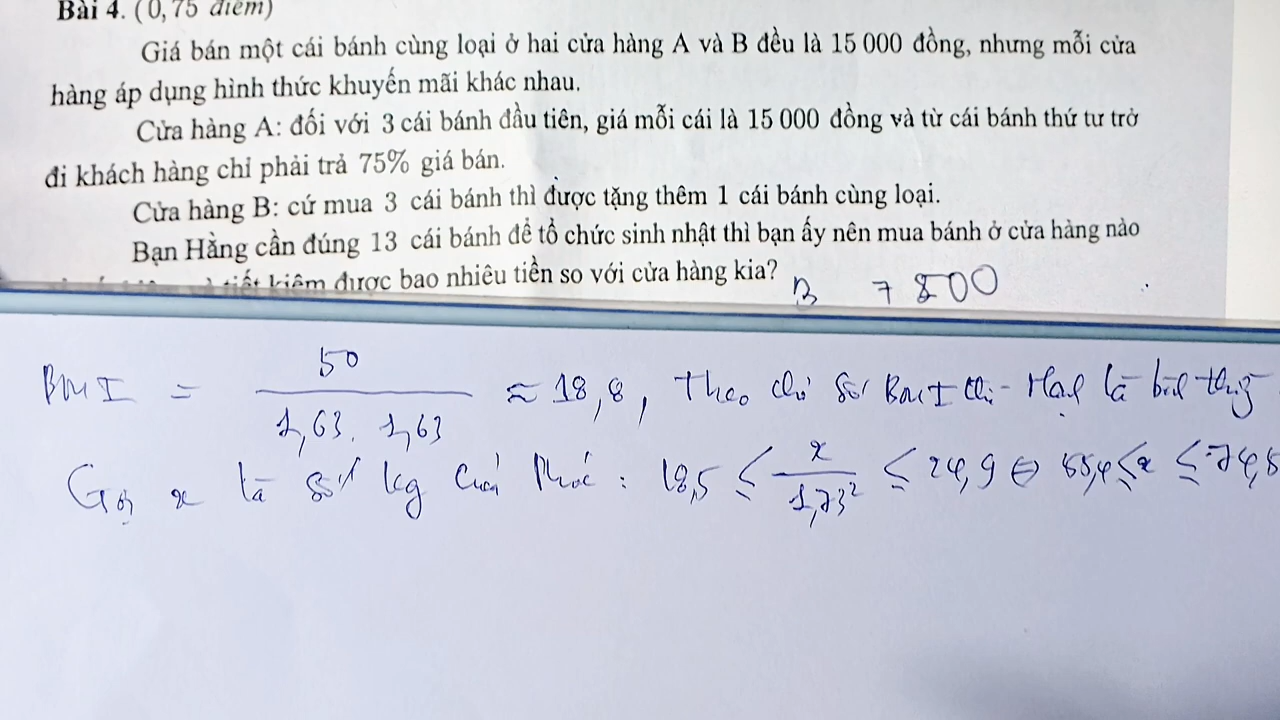 Bài 4. (0,75 điểm)
Giá bán một cái bánh cùng loại ở hai cửa hàng A và B đều là 15 000 đồng, nhưng mỗi cửa
hàng áp dụng hình thức khuyến mãi khác nhau.
Cửa hàng A: đối với 3 cái bánh đầu tiên, giá mỗi cái là 15 000 đồng và từ cái bánh thứ tư trở
đi khách hàng chỉ phải trả 75% giá bán.
Cửa hàng B: cứ mua 3 cái bánh thì được tặng thêm 1 cái bánh cùng loại.
Bạn Hằng cần đúng 13 cái bánh để tổ chức sinh nhật thì bạn ấy nên mua bánh ở cửa hàng nào
và tiết kiệm được bao nhiêu tiền so với cửa hàng kia?
B 7 500
BMI = 50 / 1,63 . 1,63 ≈ 18,8, Theo chỉ số BMI thì Hạnh là bình thường
Gọi x là số kg của Phúc : 18,5 ≤ x / 1,73² ≤ 24,9 ⇔ 55,4 ≤ x ≤ 74,5